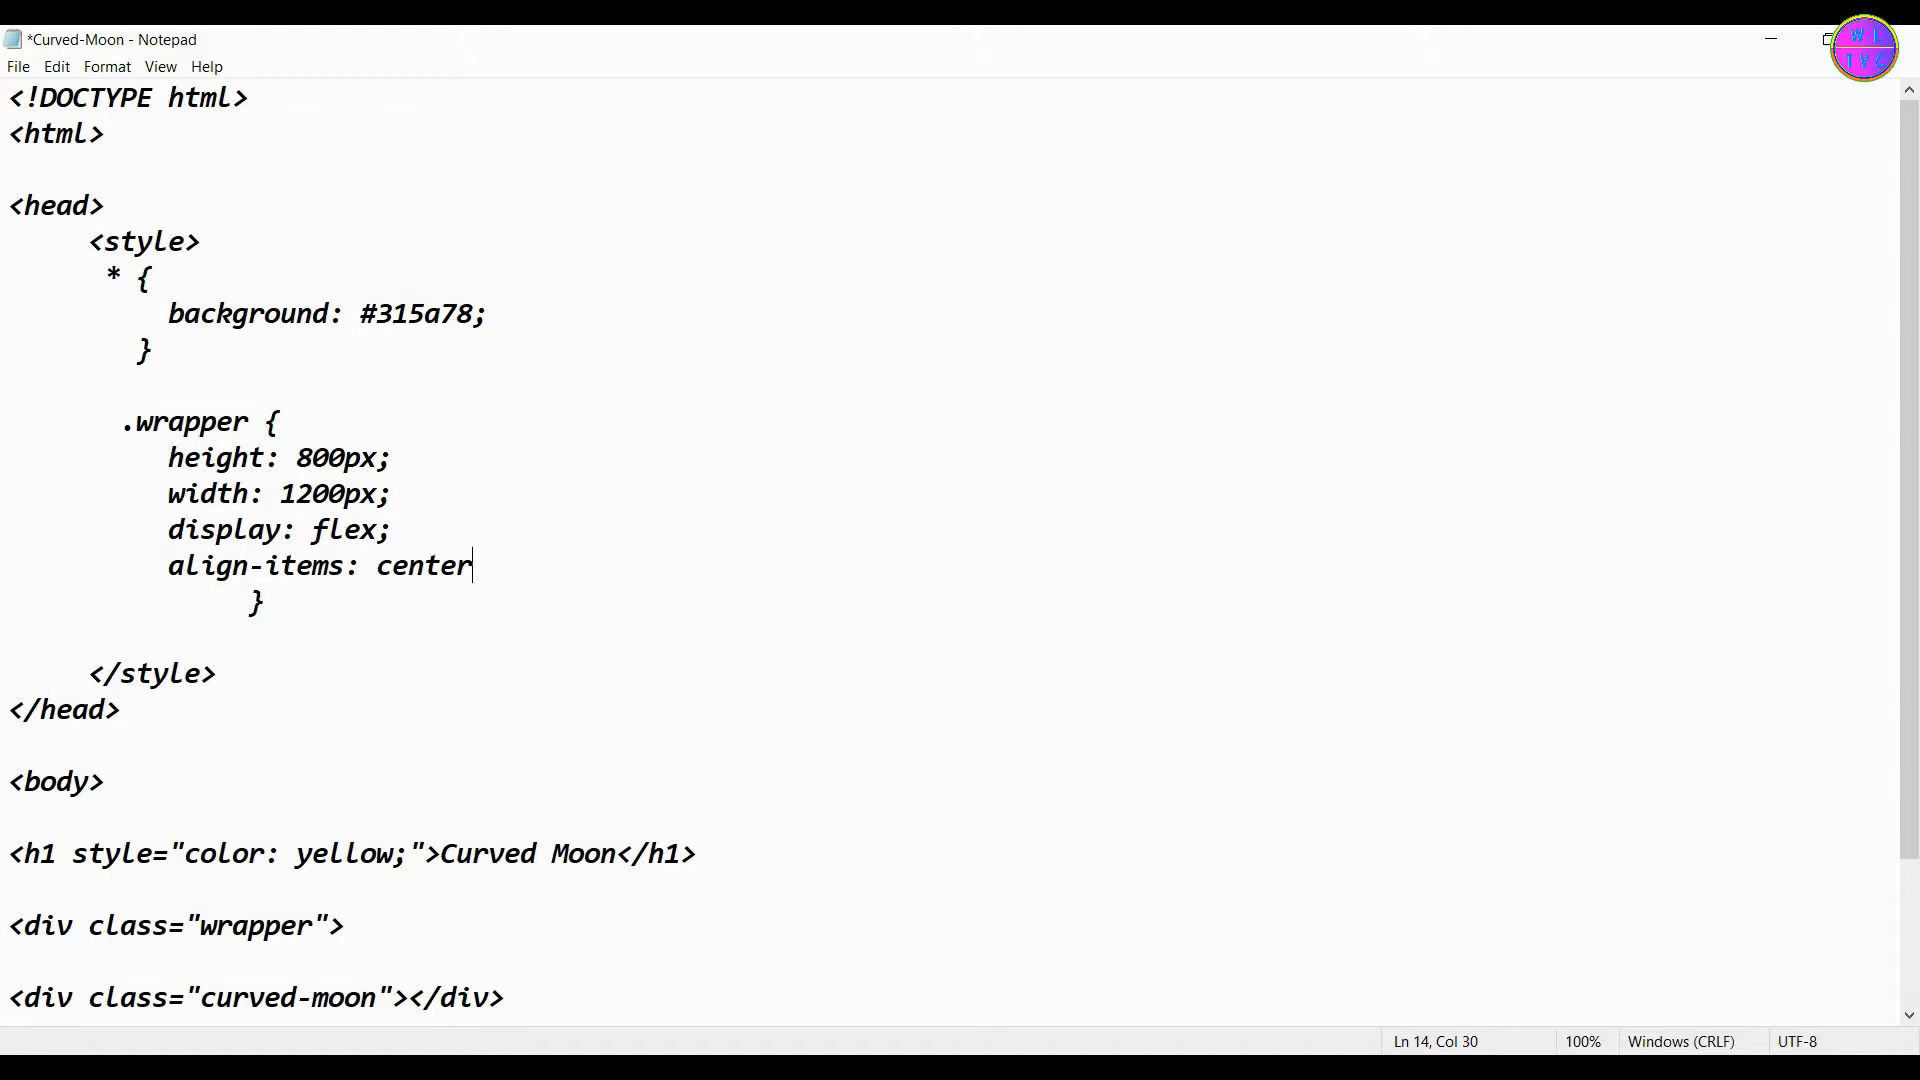 *Curved-Moon - Notepad
W L
T V C
File Edit Format View Help
<!DOCTYPE html>
<html>
<head>
<style>
* {
background: #315a78;
}
.wrapper {
height: 800px;
width: 1200px;
display: flex;
align-items: center
}
</style>
</head>
<body>
<h1 style="color: yellow;">Curved Moon</h1>
<div class="wrapper">
<div class="curved-moon"></div>
Ln 14, Col 30 100% Windows (CRLF) UTF-8